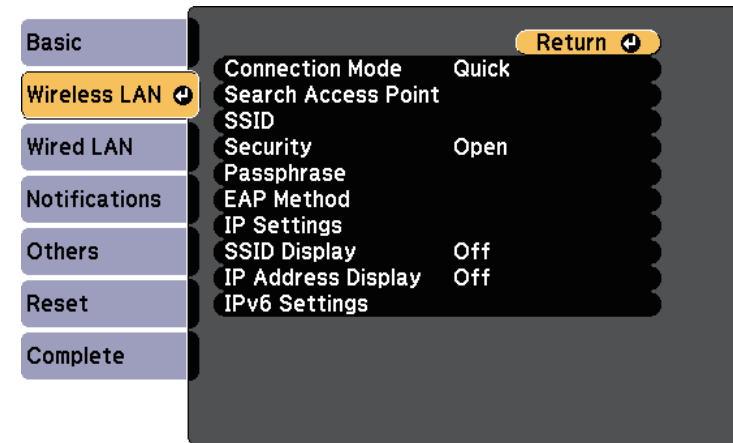 Basic
Wireless LAN
Wired LAN
Notifications
Others
Reset
Complete
Return
Connection Mode Quick
Search Access Point
SSID
Security Open
Passphrase
EAP Method
IP Settings
SSID Display Off
IP Address Display Off
IPv6 Settings